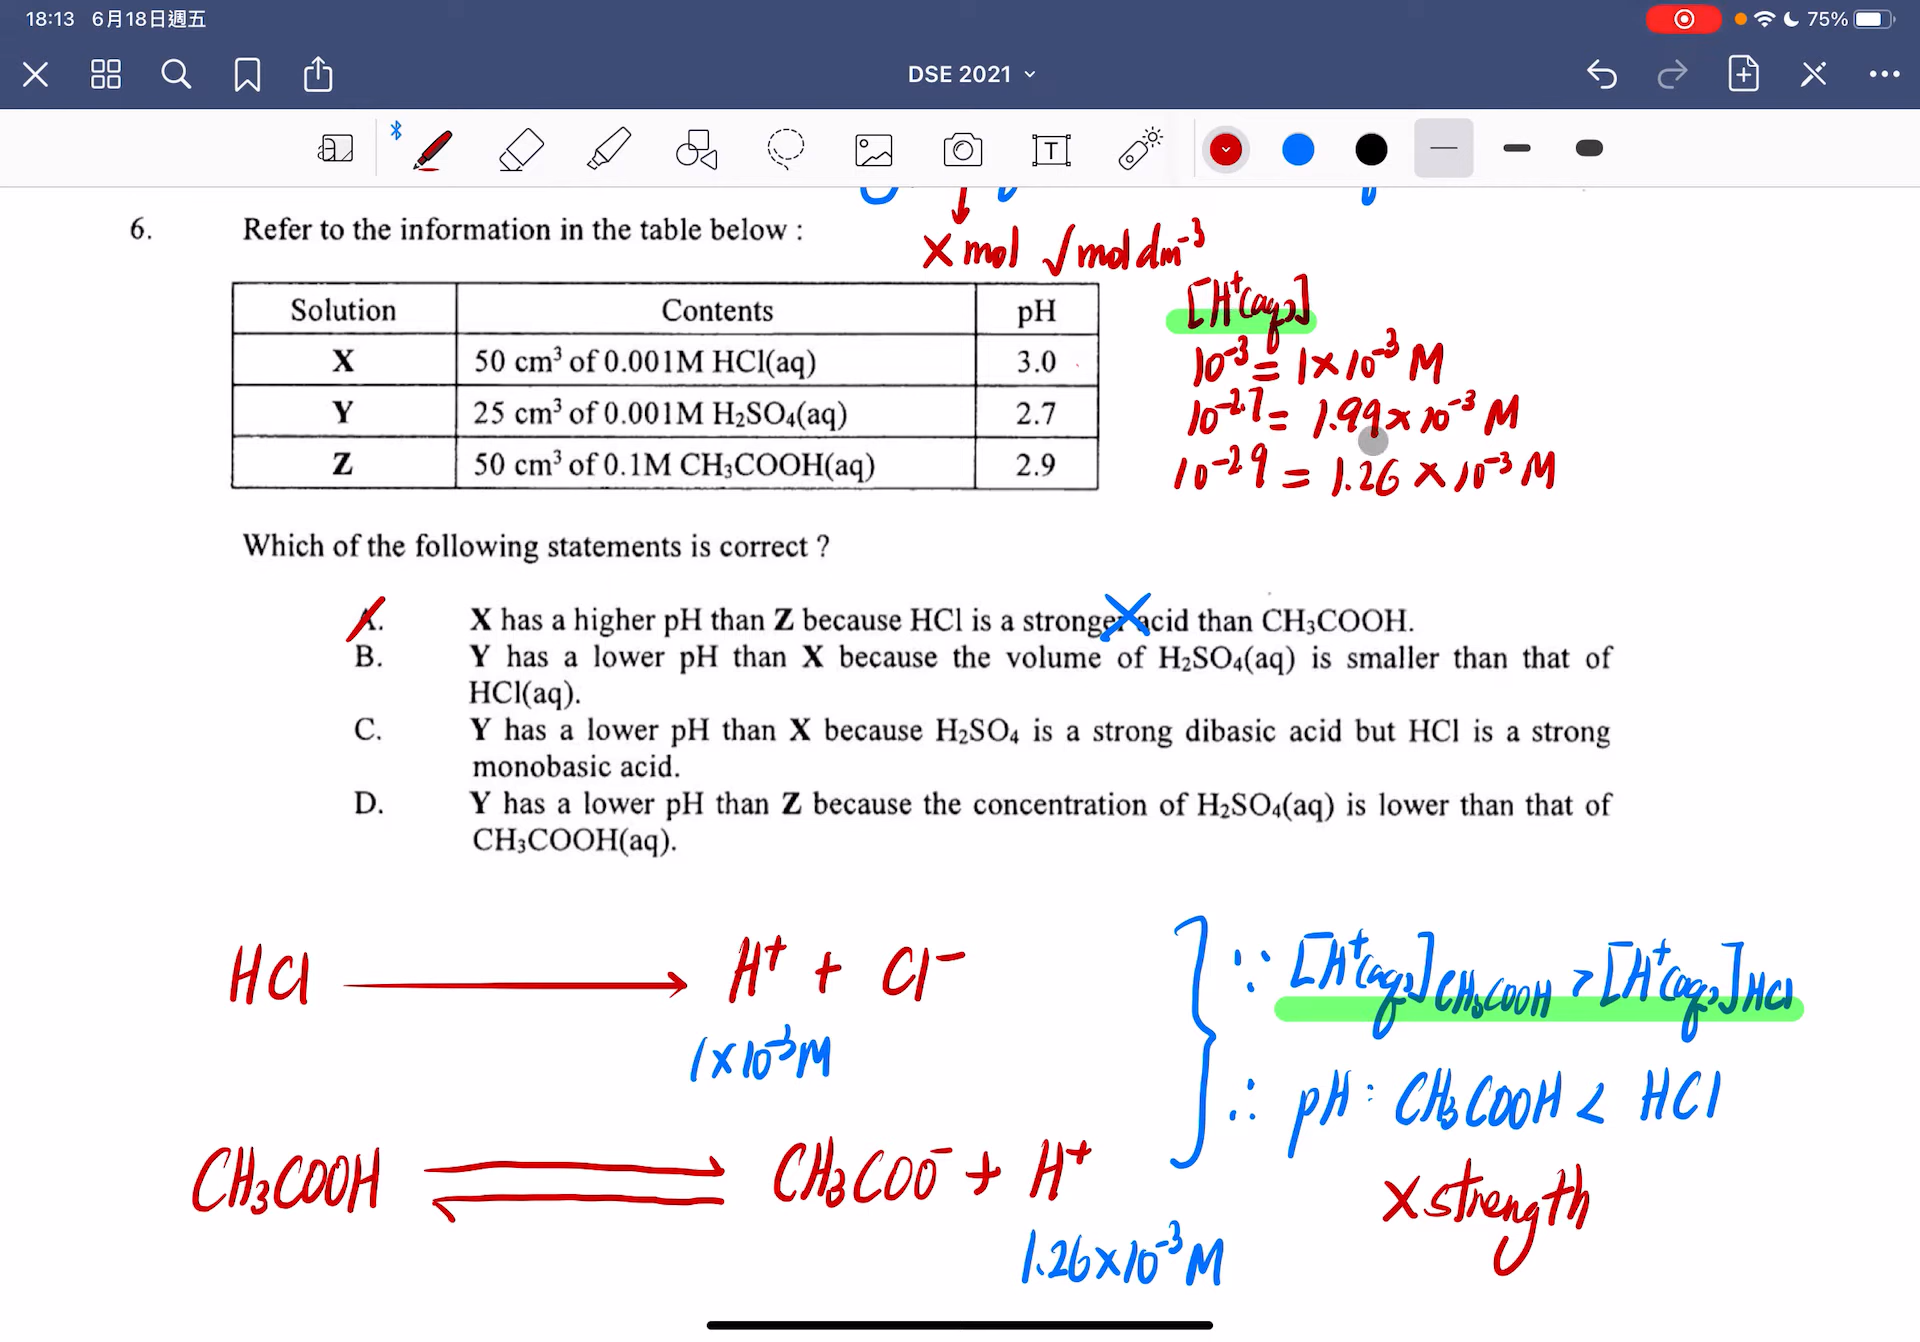 18:13 6月18日週五
75%
DSE 2021
T
✗ mol √ mol dm⁻³
6. Refer to the information in the table below :
[H⁺(aq)]
Solution Contents pH
X 50 cm³ of 0.001M HCl(aq) 3.0
10⁻³ = 1×10⁻³ M
Y 25 cm³ of 0.001M H₂SO₄(aq) 2.7
10⁻²·⁷ = 1.99×10⁻³ M
Z 50 cm³ of 0.1M CH₃COOH(aq) 2.9
10⁻²·⁹ = 1.26×10⁻³ M
Which of the following statements is correct ?
A. X has a higher pH than Z because HCl is a stronger acid than CH₃COOH.
B. Y has a lower pH than X because the volume of H₂SO₄(aq) is smaller than that of
HCl(aq).
C. Y has a lower pH than X because H₂SO₄ is a strong dibasic acid but HCl is a strong
monobasic acid.
D. Y has a lower pH than Z because the concentration of H₂SO₄(aq) is lower than that of
CH₃COOH(aq).
HCl ⟶ H⁺ + Cl⁻
1×10⁻³M
CH₃COOH ⇌ CH₃COO⁻ + H⁺
1.26×10⁻³M
∵ [H⁺(aq)]CH₃COOH > [H⁺(aq)]HCl
∴ pH : CH₃COOH < HCl
✗ strength